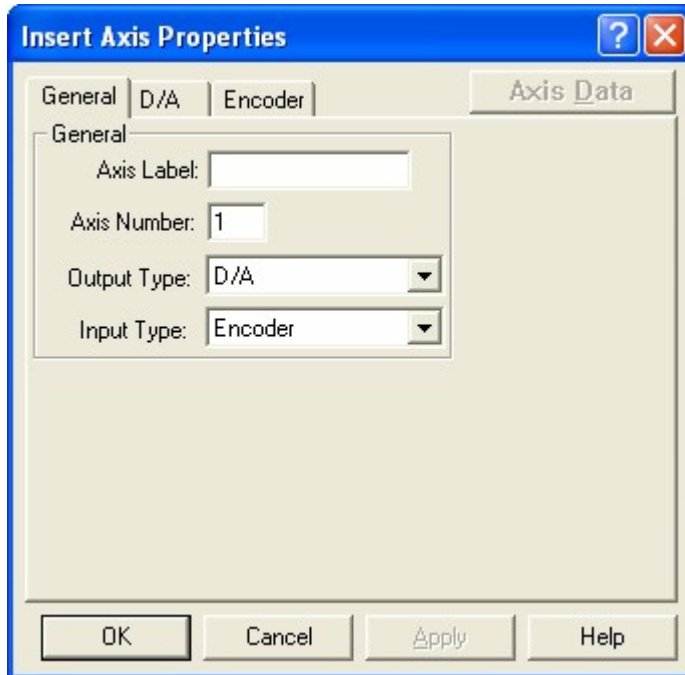 Insert Axis Properties
?
General D/A Encoder Axis Data
General
Axis Label:
Axis Number: 1
Output Type: D/A
Input Type: Encoder
OK Cancel Apply Help